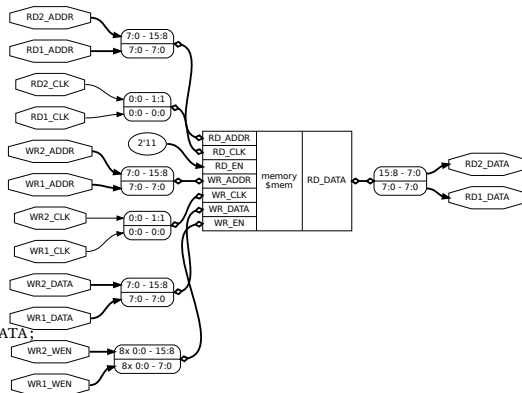 RD2_ADDR
RD1_ADDR
7:0 - 15:8
7:0 - 7:0
RD2_CLK
RD1_CLK
0:0 - 1:1
0:0 - 0:0
2'11
WR2_ADDR
WR1_ADDR
7:0 - 15:8
7:0 - 7:0
WR2_CLK
WR1_CLK
0:0 - 1:1
0:0 - 0:0
WR2_DATA
WR1_DATA
7:0 - 15:8
7:0 - 7:0
ATA;
WR2_WEN
WR1_WEN
8x 0:0 - 15:8
8x 0:0 - 7:0
RD_ADDR
RD_CLK
RD_EN
WR_ADDR
WR_CLK
WR_DATA
WR_EN
memory
$mem
RD_DATA
15:8 - 7:0
7:0 - 7:0
RD2_DATA
RD1_DATA